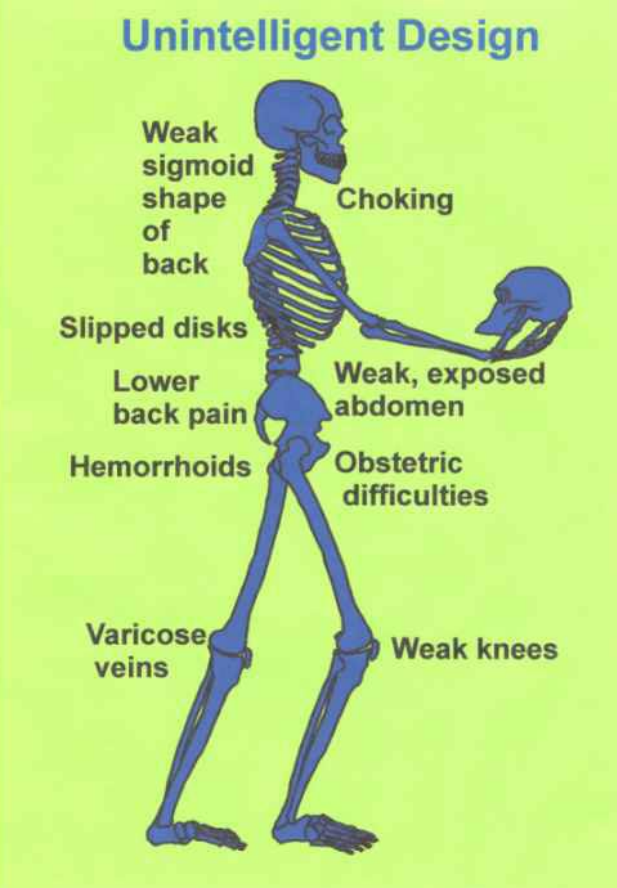 Unintelligent Design
Weak
sigmoid
shape
of
back
Choking
Slipped disks
Weak, exposed
abdomen
Lower
back pain
Hemorrhoids
Obstetric
difficulties
Varicose
veins
Weak knees